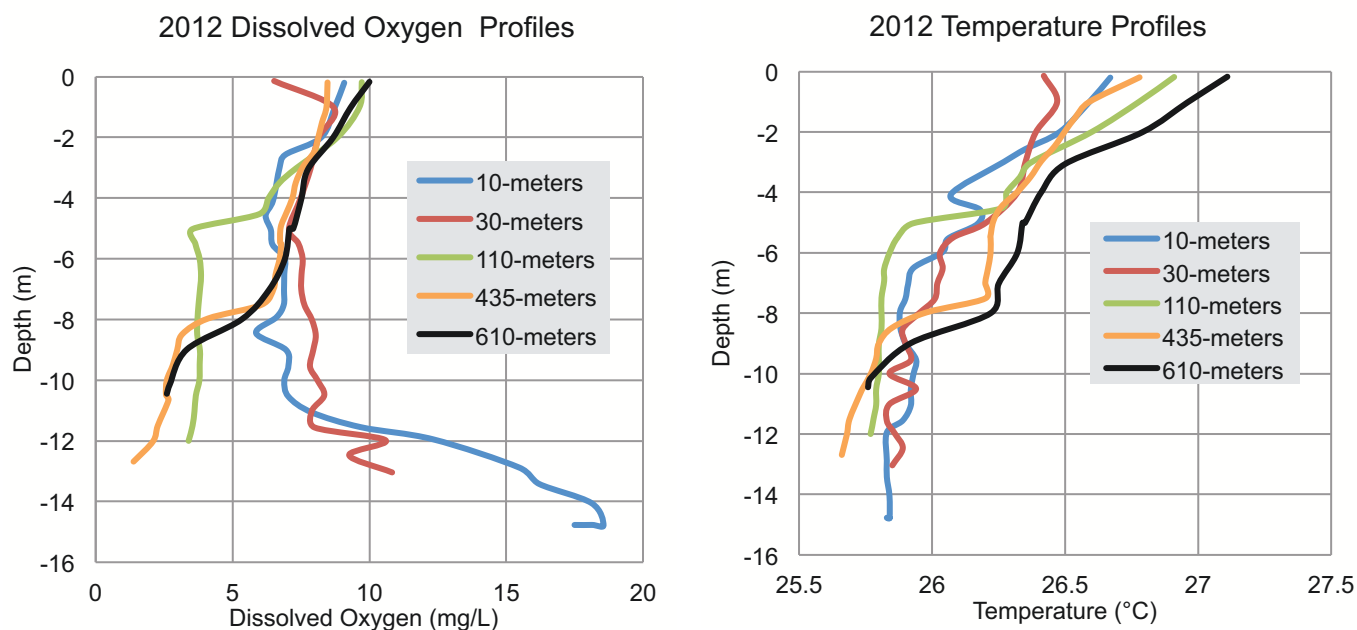 2012 Dissolved Oxygen Profiles
0
-2
-4
-6
-8
-10
-12
-14
-16
Depth (m)
10-meters
30-meters
110-meters
435-meters
610-meters
0 5 10 15 20
Dissolved Oxygen (mg/L)
2012 Temperature Profiles
0
-2
-4
-6
-8
-10
-12
-14
-16
Depth (m)
10-meters
30-meters
110-meters
435-meters
610-meters
25.5 26 26.5 27 27.5
Temperature (°C)